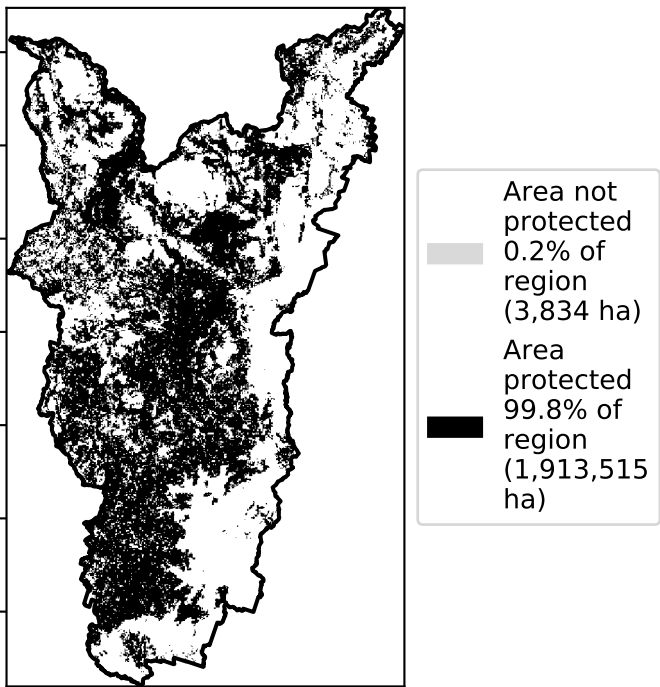 Area not
protected
0.2% of
region
(3,834 ha)
Area
protected
99.8% of
region
(1,913,515
ha)